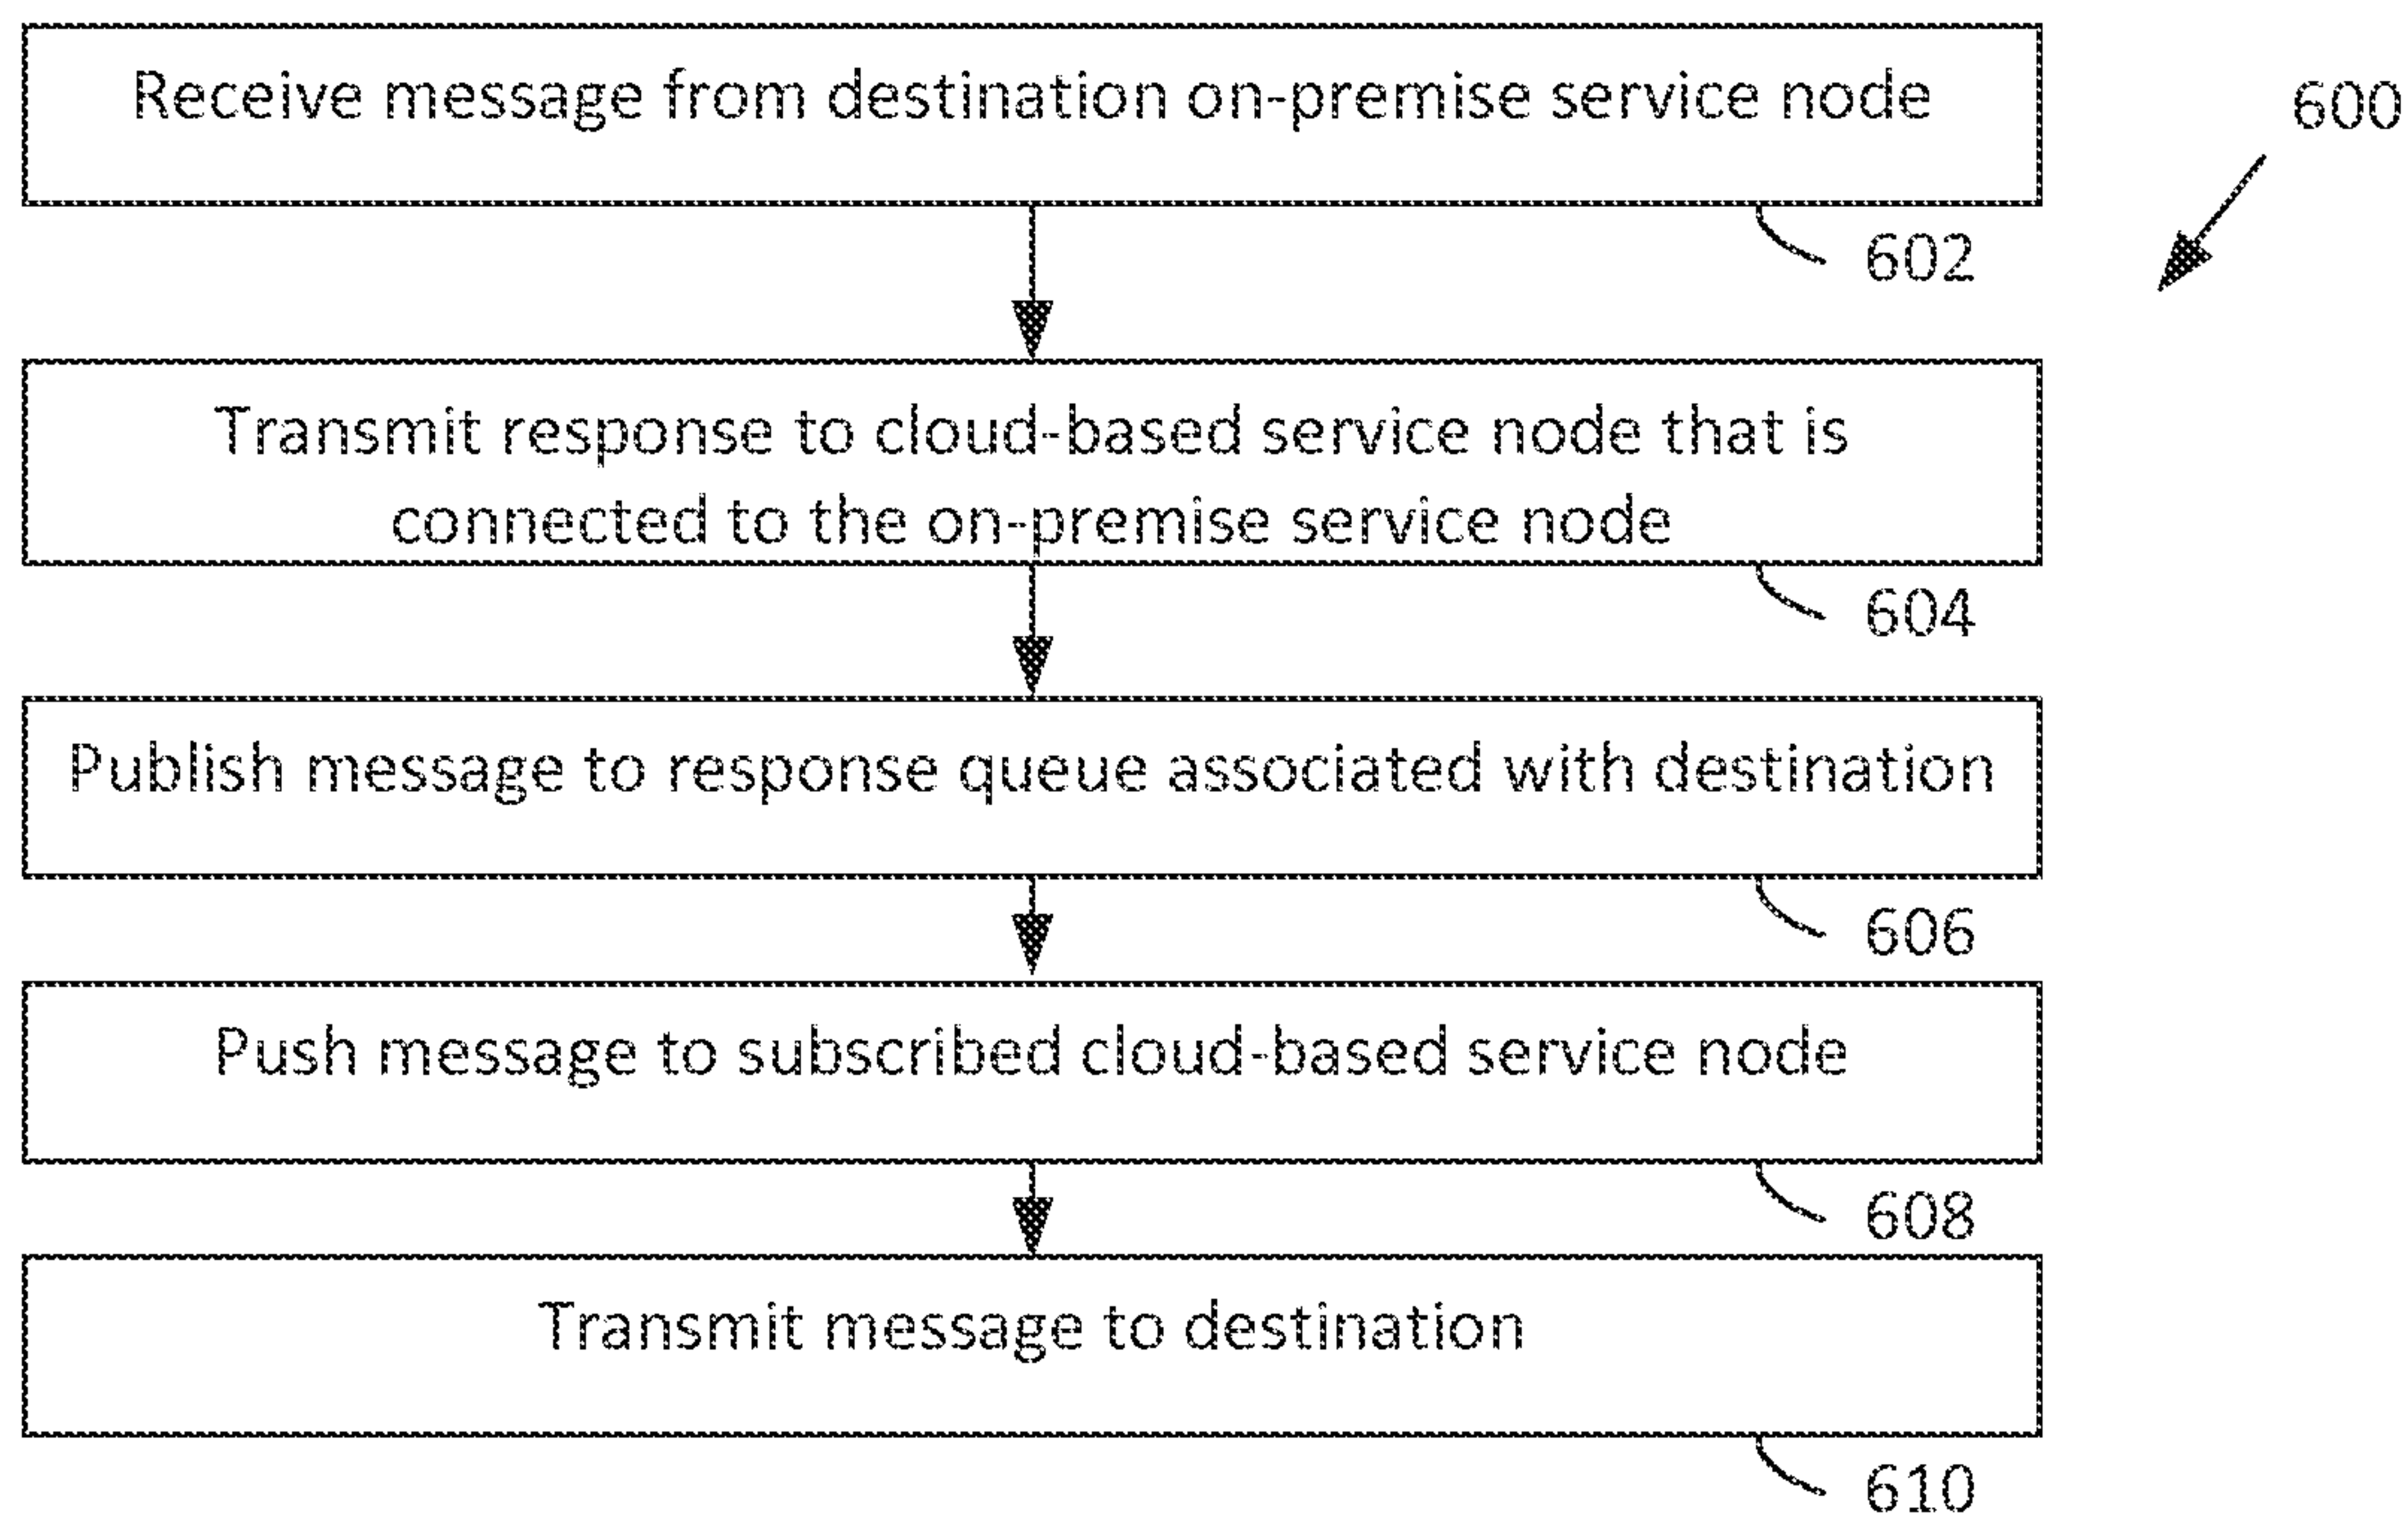 Receive message from destination on-premise service node
600
602
Transmit response to cloud-based service node that is
connected to the on-premise service node
604
Publish message to response queue associated with destination
606
Push message to subscribed cloud-based service node
608
Transmit message to destination
610